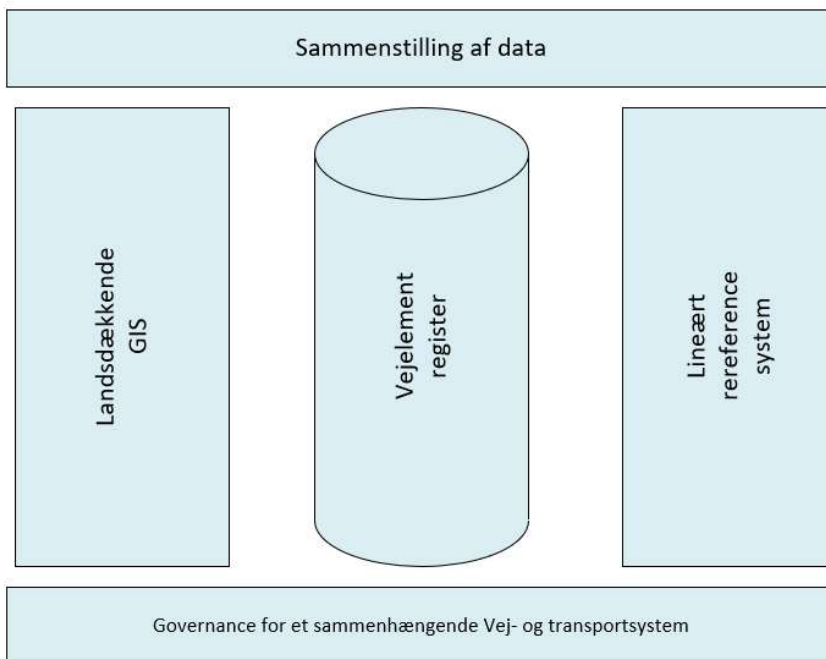 Sammenstilling af data
Landsdækkende
GIS
Vejelement
register
Lineært
rereference
system
Governance for et sammenhængende Vej- og transportsystem